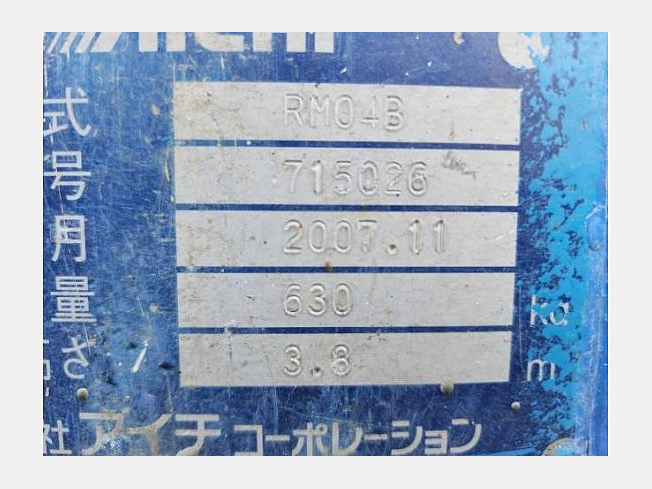 AICHI
式 RM04B
号 715026
月 2007.11
量 630 kg
さ 3.8 m
社アイチコーポレーション